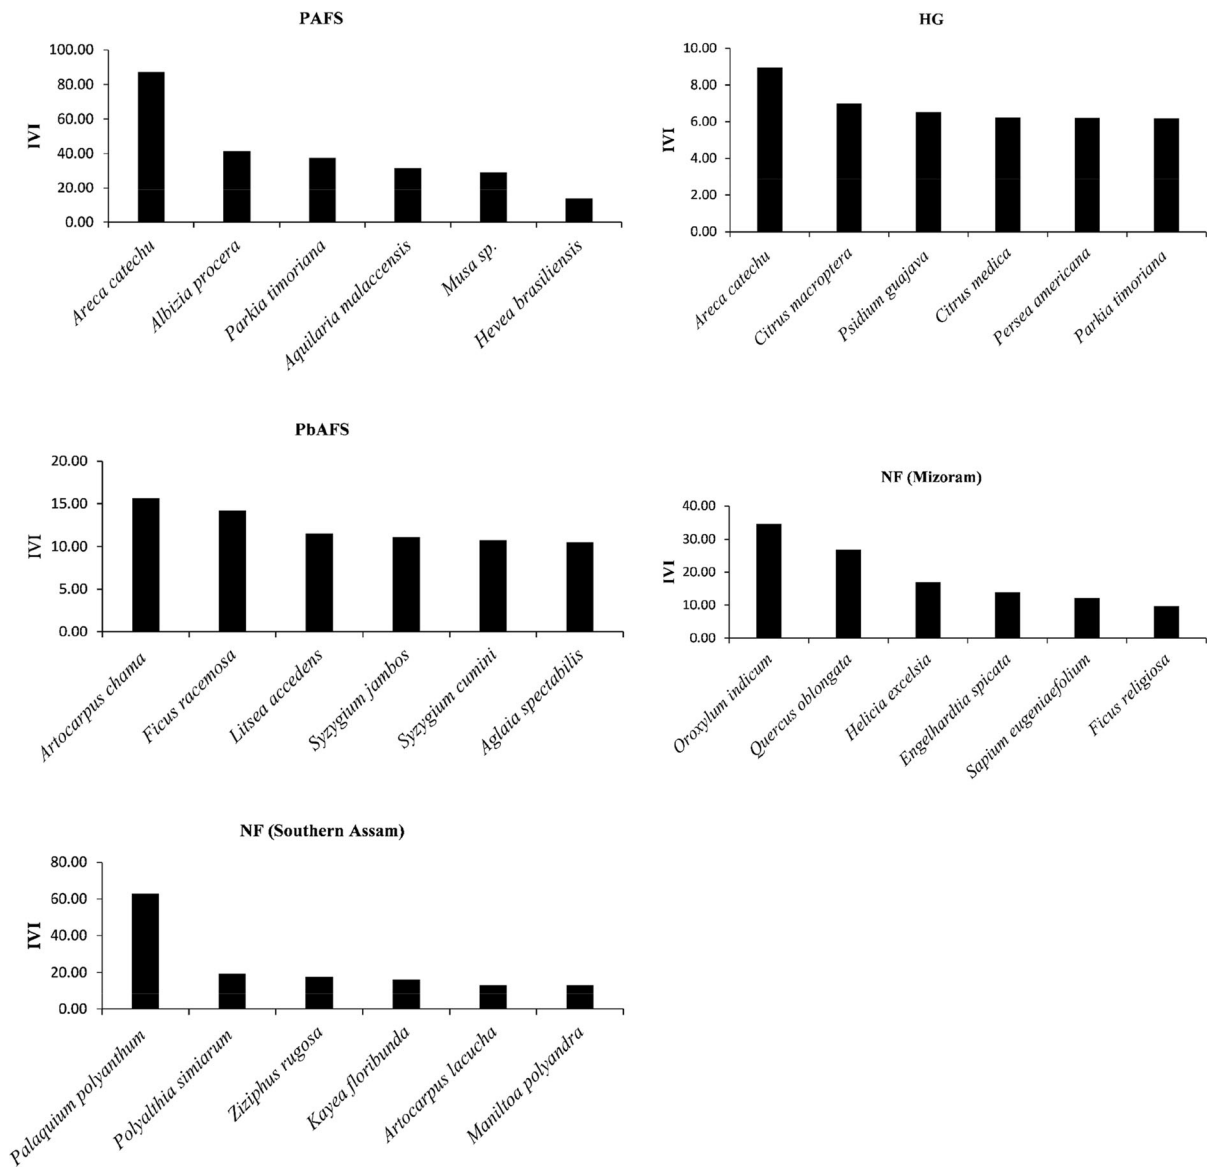 PAFS
IVI
100.00
80.00
60.00
40.00
20.00
0.00
Areca catechu
Albizia procera
Parkia timoriana
Aquilaria malaccensis
Musa sp.
Hevea brasiliensis
HG
IVI
10.00
8.00
6.00
4.00
2.00
0.00
Areca catechu
Citrus macroptera
Psidium guajava
Citrus medica
Persea americana
Parkia timoriana
PbAFS
IVI
20.00
15.00
10.00
5.00
0.00
Artocarpus chama
Ficus racemosa
Litsea accedens
Syzygium jambos
Syzygium cumini
Aglaia spectabilis
NF (Mizoram)
IVI
40.00
30.00
20.00
10.00
0.00
Oroxylum indicum
Quercus oblongata
Helicia excelsia
Engelhardtia spicata
Sapium eugeniaefolium
Ficus religiosa
NF (Southern Assam)
IVI
80.00
60.00
40.00
20.00
0.00
Palaquium polyanthum
Polyalthia simiarum
Ziziphus rugosa
Kayea floribunda
Artocarpus lacucha
Maniltoa polyandra